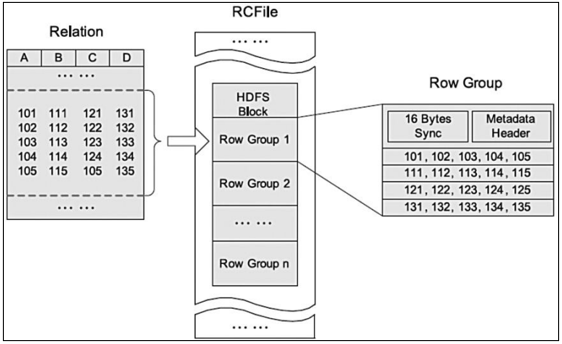 RCFile
Relation
A B C D
... ...
101 111 121 131
102 112 122 132
103 113 123 133
104 114 124 134
105 115 105 135
... ...
... ...
HDFS
Block
Row Group 1
Row Group 2
... ...
Row Group n
... ...
Row Group
16 Bytes
Sync
Metadata
Header
101, 102, 103, 104, 105
111, 112, 113, 114, 115
121, 122, 123, 124, 125
131, 132, 133, 134, 135